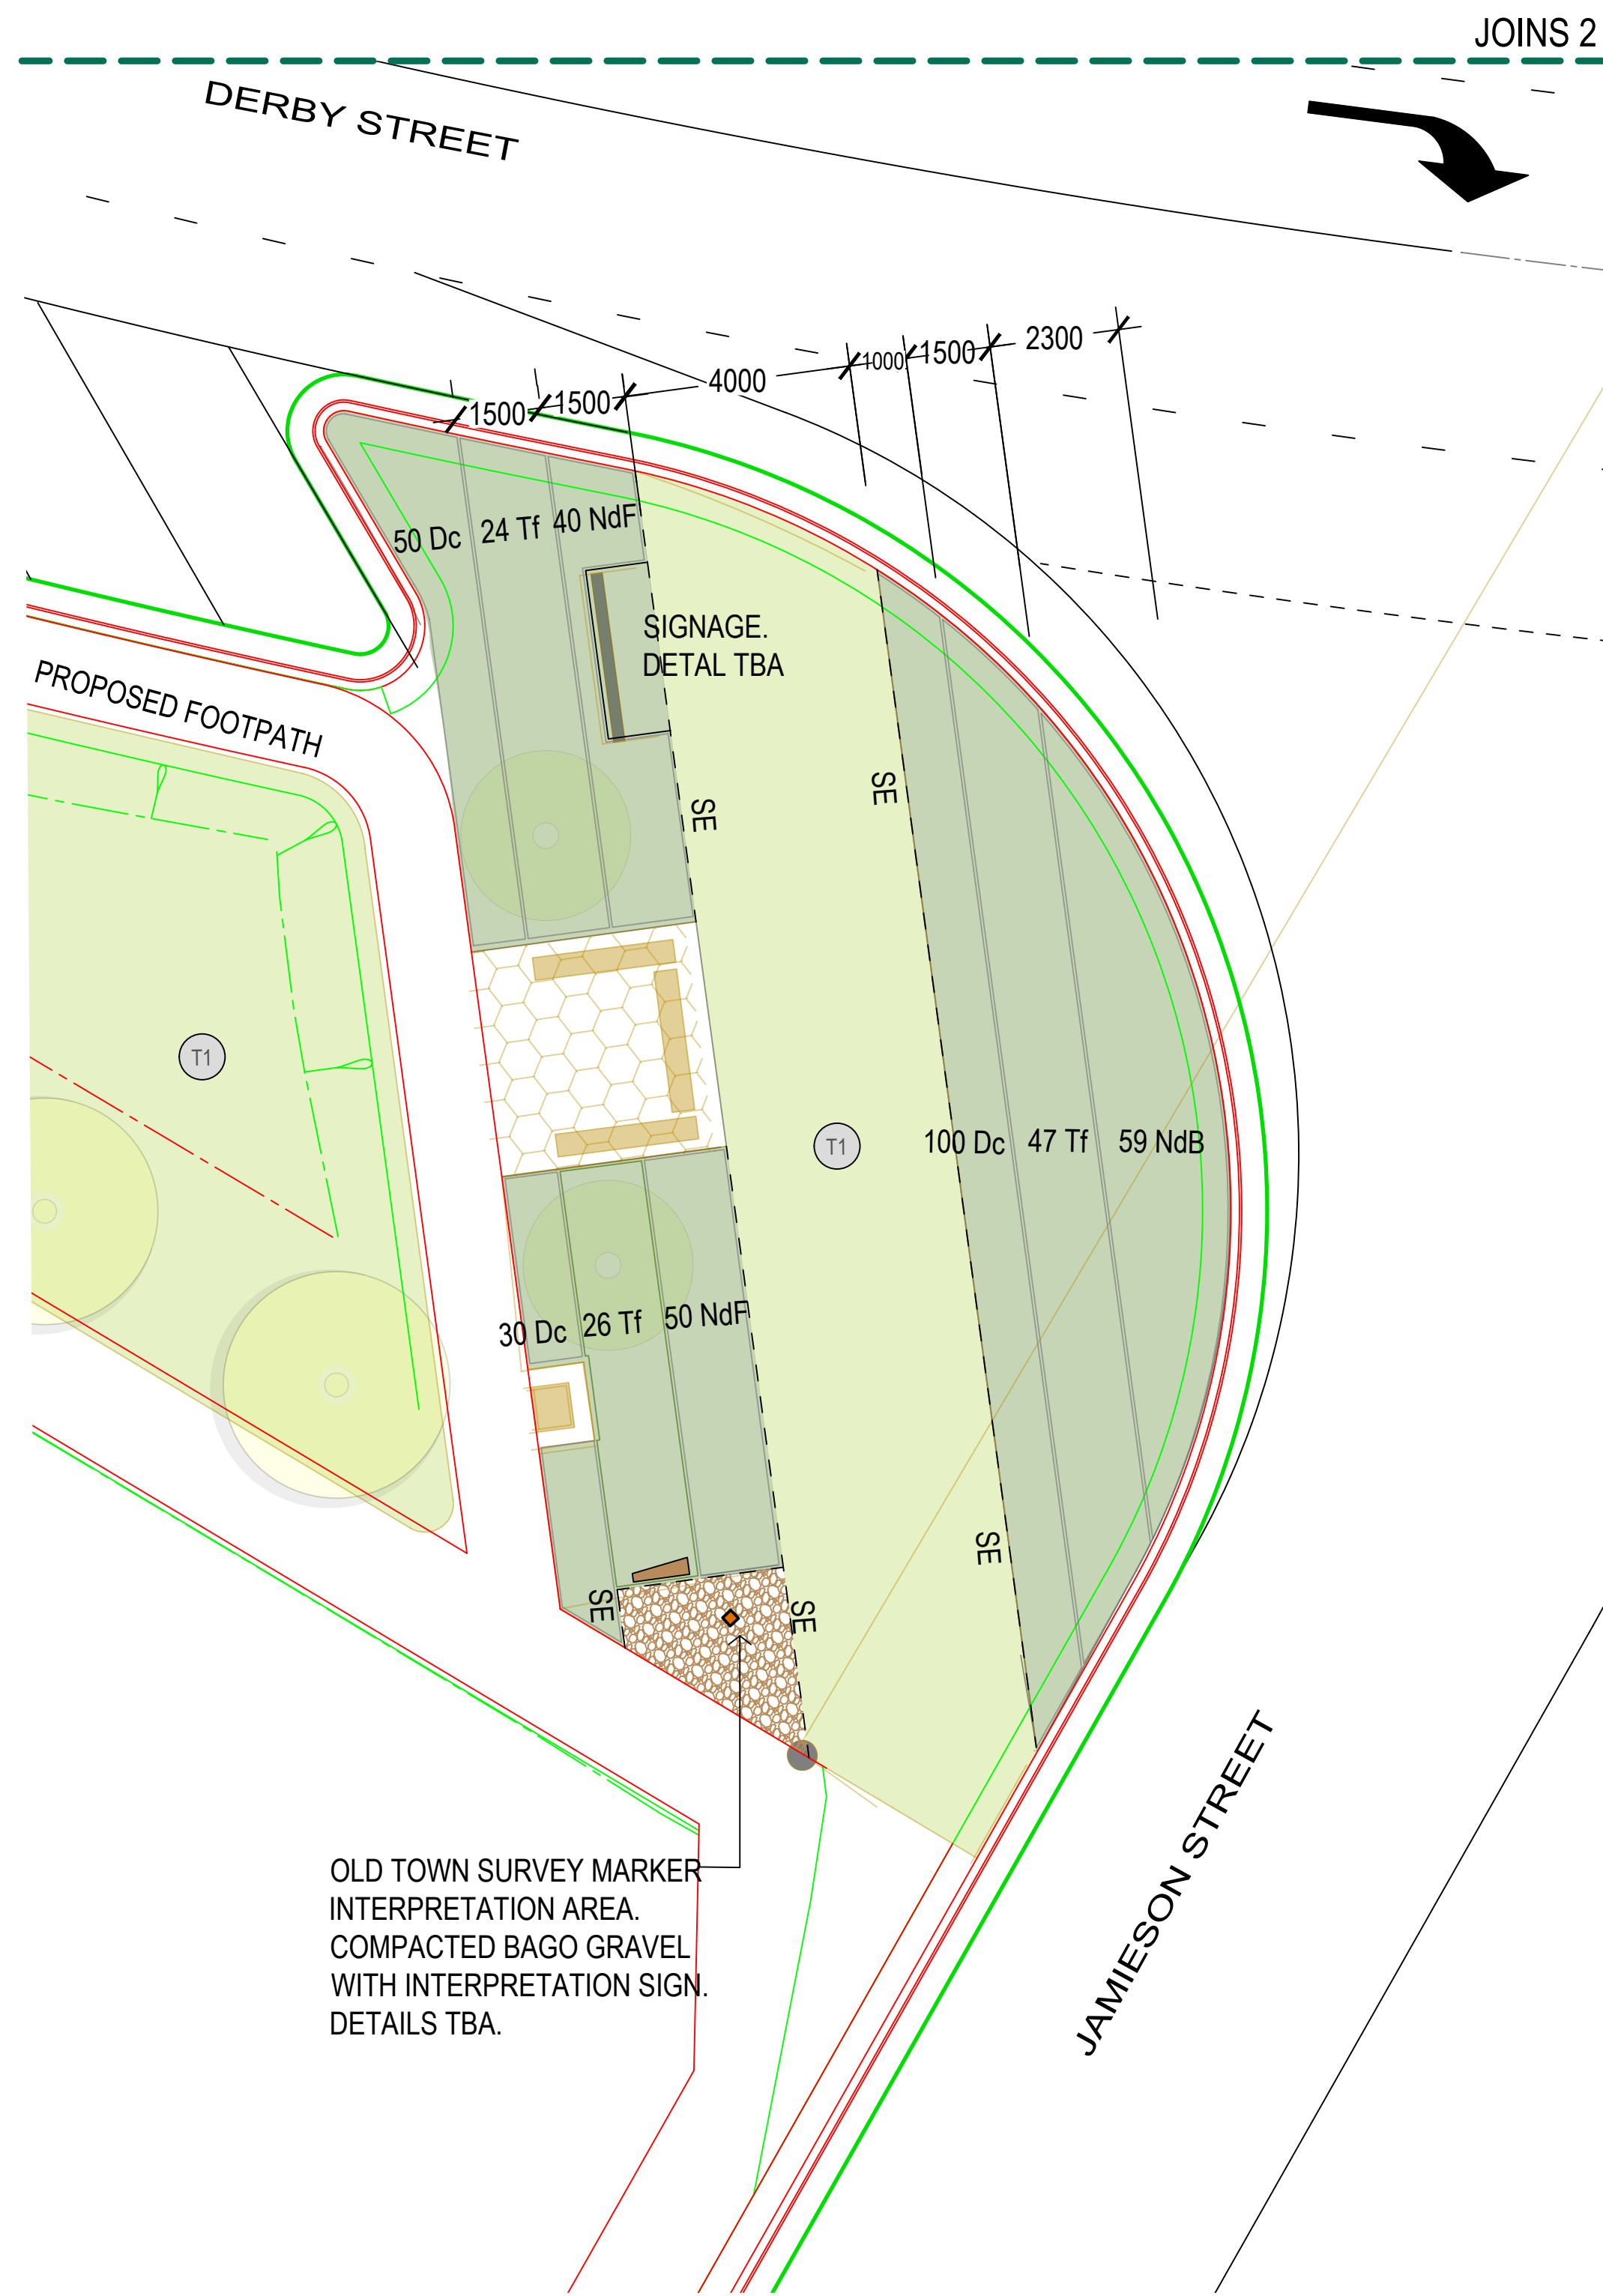 JOINS 2
DERBY STREET
1500
1500
4000
1000
1500
2300
50 Dc
24 Tf
40 NdF
SIGNAGE.
DETAL TBA
PROPOSED FOOTPATH
SE
SE
T1
T1
100 Dc
47 Tf
59 NdB
30 Dc
26 Tf
50 NdF
SE
SE
SE
OLD TOWN SURVEY MARKER
INTERPRETATION AREA.
COMPACTED BAGO GRAVEL
WITH INTERPRETATION SIGN.
DETAILS TBA.
JAMIESON STREET